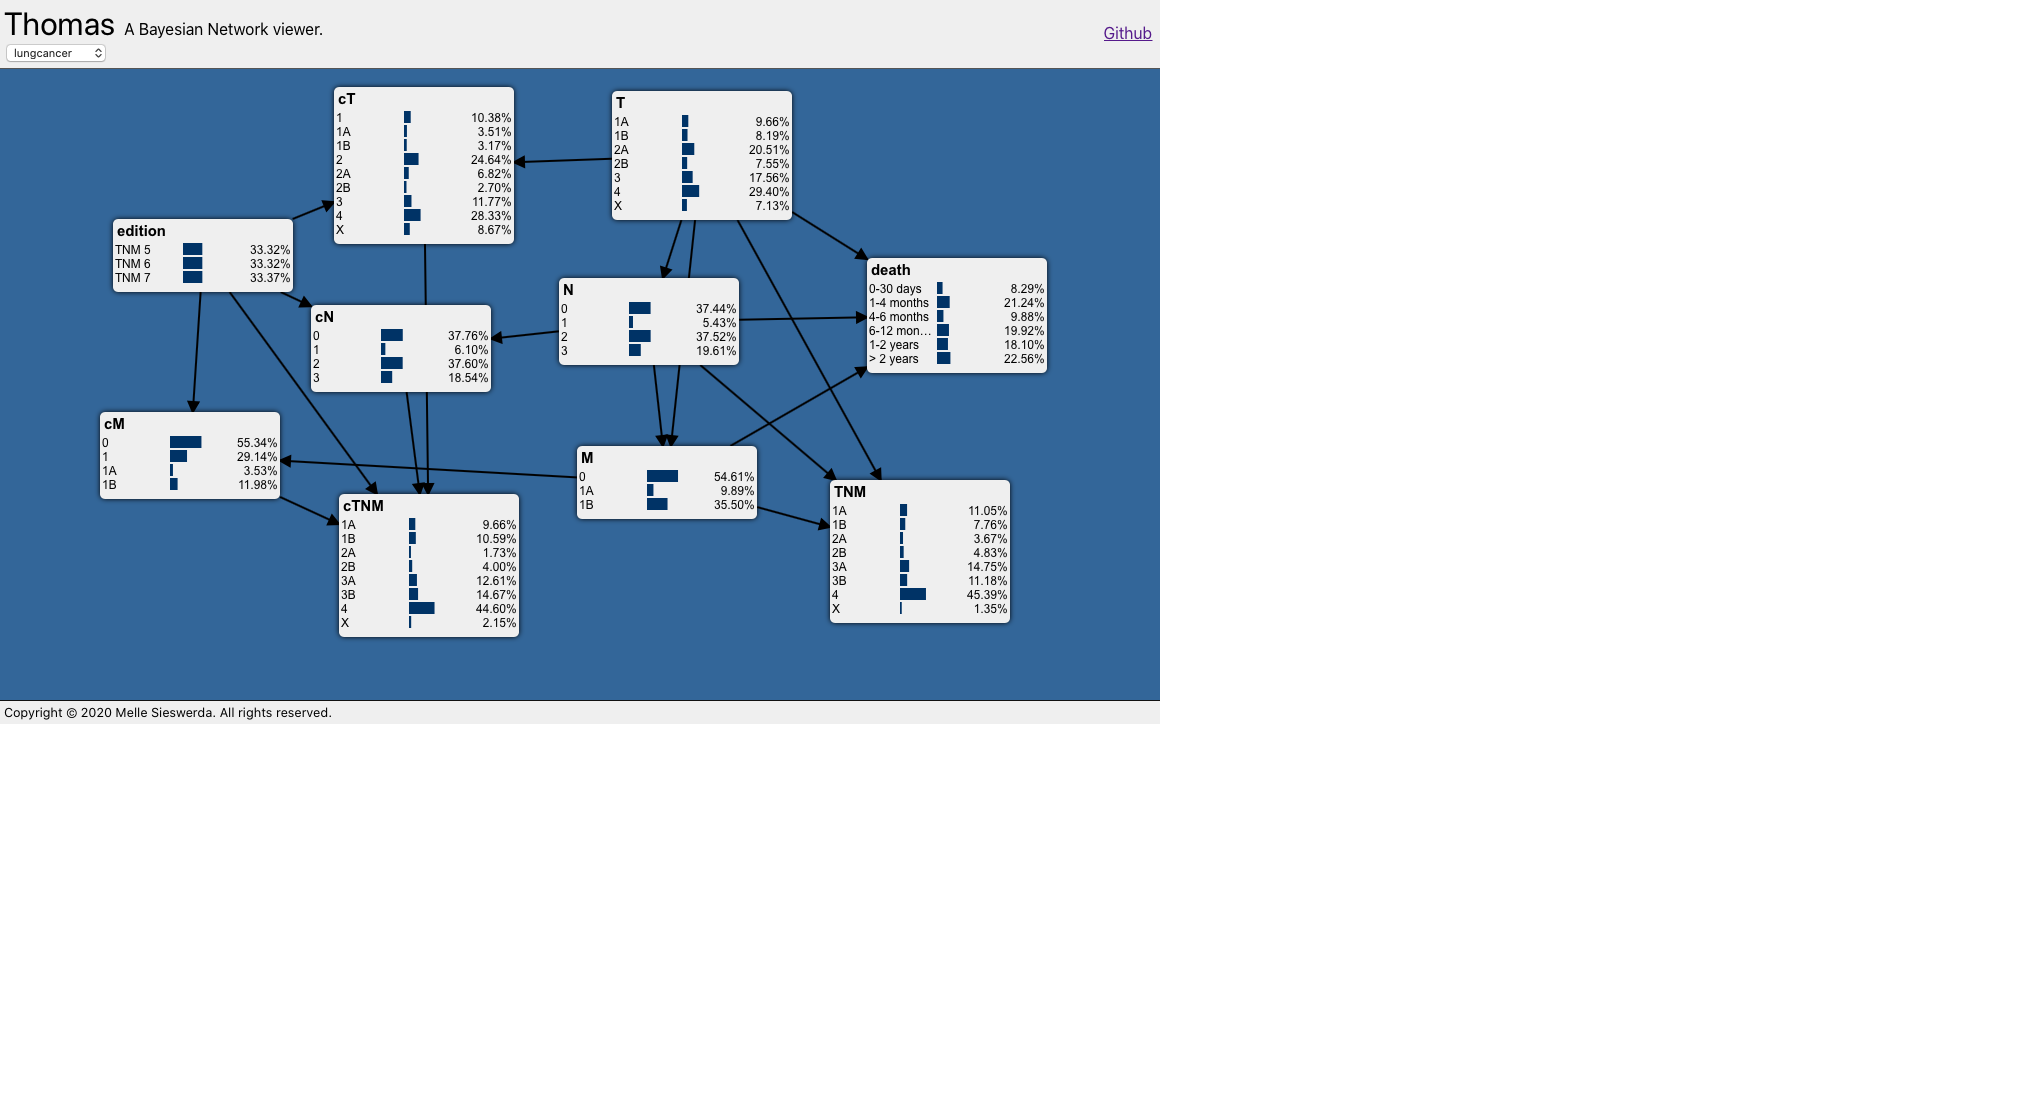 Thomas A Bayesian Network viewer.
Github
lungcancer
cT
1 10.38%
1A 3.51%
1B 3.17%
2 24.64%
2A 6.82%
2B 2.70%
3 11.77%
4 28.33%
X 8.67%
T
1A 9.66%
1B 8.19%
2A 20.51%
2B 7.55%
3 17.56%
4 29.40%
X 7.13%
edition
TNM 5 33.32%
TNM 6 33.32%
TNM 7 33.37%
death
0-30 days 8.29%
1-4 months 21.24%
4-6 months 9.88%
6-12 mon... 19.92%
1-2 years 18.10%
> 2 years 22.56%
N
0 37.44%
1 5.43%
2 37.52%
3 19.61%
cN
0 37.76%
1 6.10%
2 37.60%
3 18.54%
cM
0 55.34%
1 29.14%
1A 3.53%
1B 11.98%
M
0 54.61%
1A 9.89%
1B 35.50%
TNM
1A 11.05%
1B 7.76%
2A 3.67%
2B 4.83%
3A 14.75%
3B 11.18%
4 45.39%
X 1.35%
cTNM
1A 9.66%
1B 10.59%
2A 1.73%
2B 4.00%
3A 12.61%
3B 14.67%
4 44.60%
X 2.15%
Copyright © 2020 Melle Sieswerda. All rights reserved.